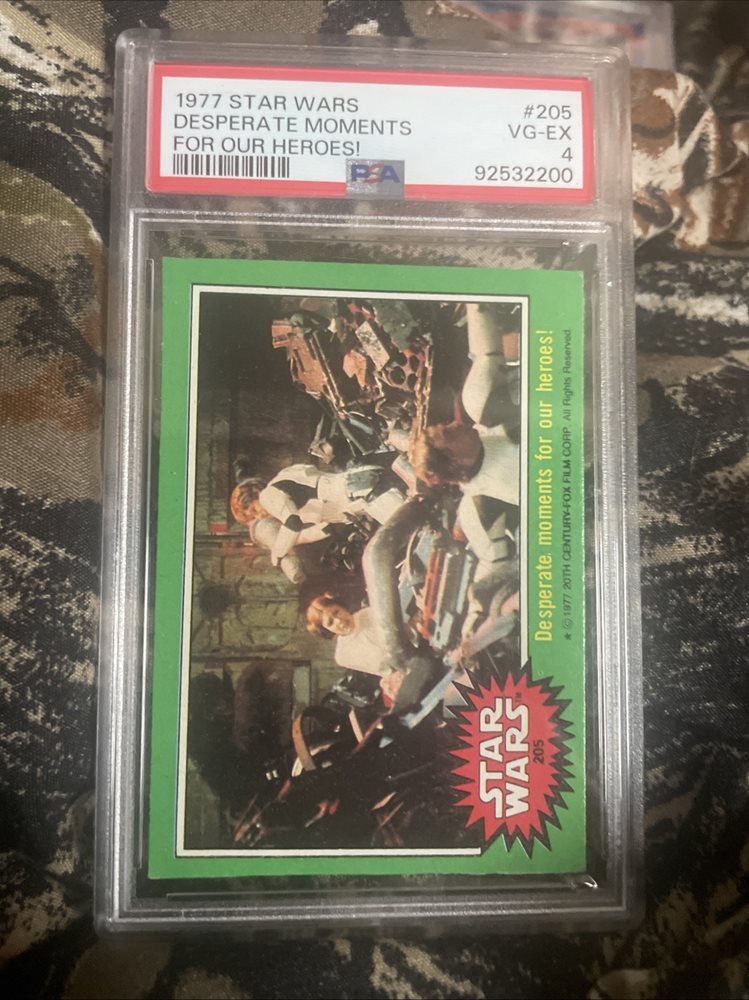 1977 STAR WARS #205
DESPERATE MOMENTS VG-EX
FOR OUR HEROES! 4
PSA 92532200
Desperate moments for our heroes!
★ © 1977 20TH CENTURY-FOX FILM CORP. All Rights Reserved.
STAR
WARS™
205